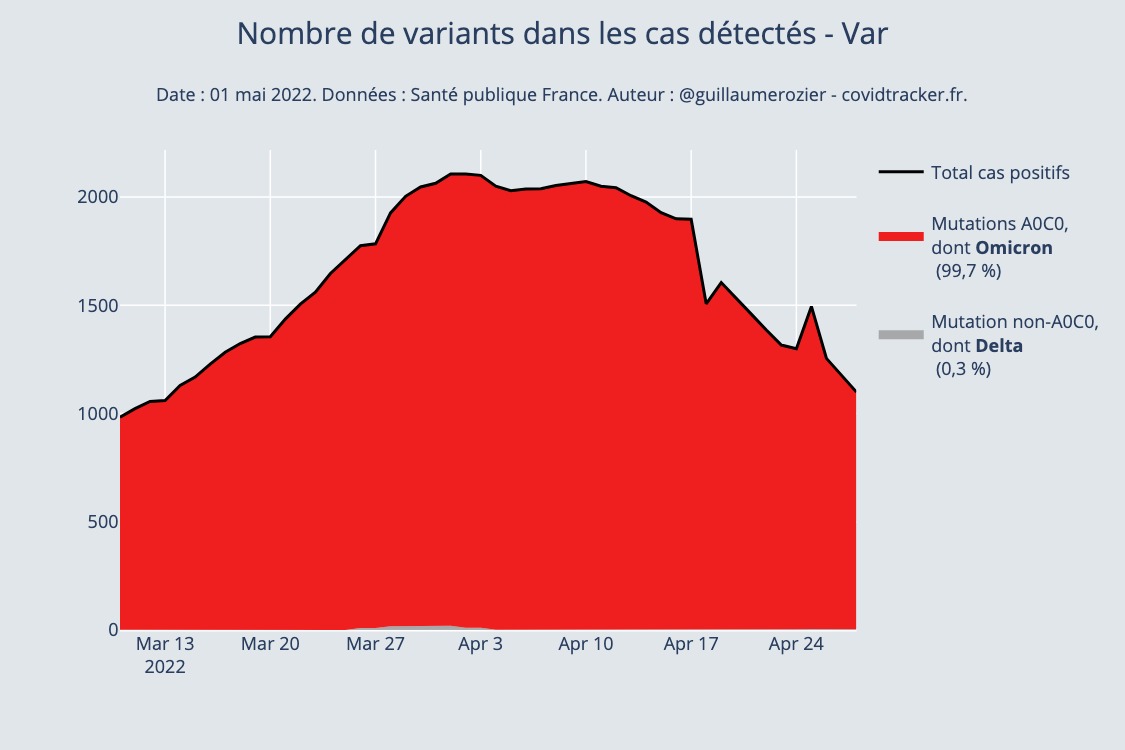 Nombre de variants dans les cas détectés - Var
Date : 01 mai 2022. Données : Santé publique France. Auteur : @guillaumerozier - covidtracker.fr.
2000
1500
1000
500
0
Mar 13
2022
Mar 20
Mar 27
Apr 3
Apr 10
Apr 17
Apr 24
Total cas positifs
Mutations A0C0,
dont Omicron
(99,7 %)
Mutation non-A0C0,
dont Delta
(0,3 %)